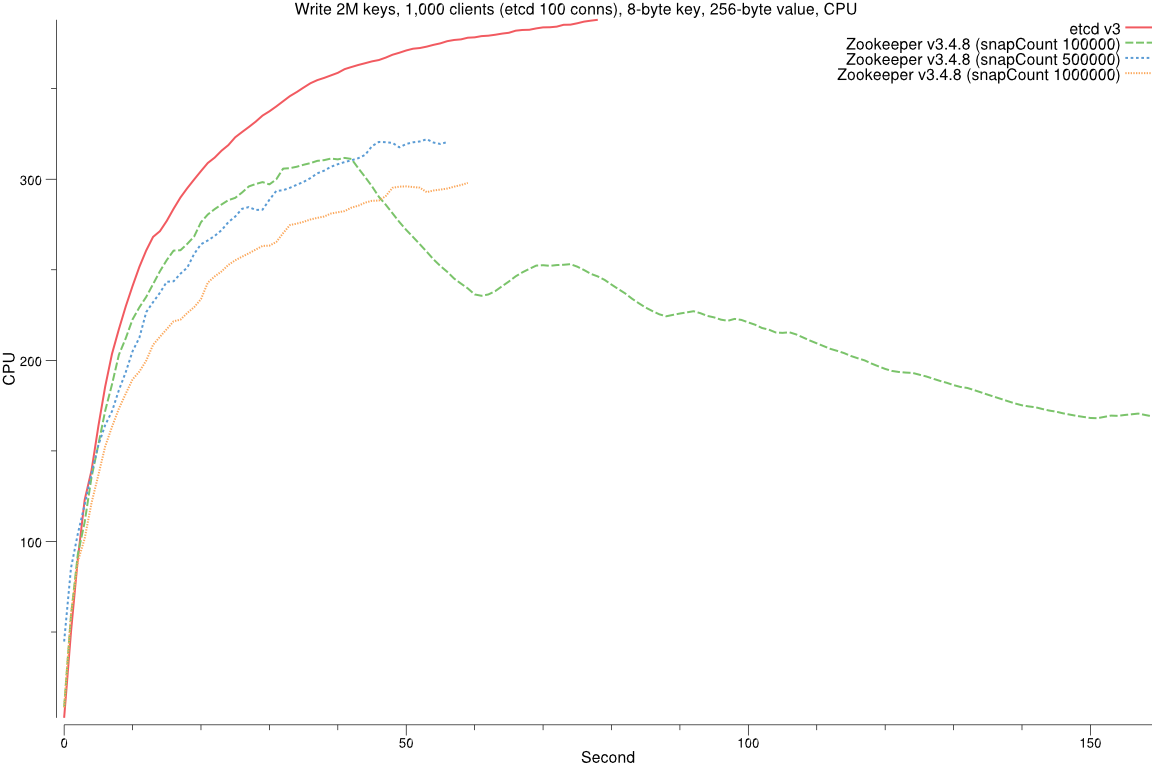 Write 2M keys, 1,000 clients (etcd 100 conns), 8-byte key, 256-byte value, CPU
etcd v3
Zookeeper v3.4.8 (snapCount 100000)
Zookeeper v3.4.8 (snapCount 500000)
Zookeeper v3.4.8 (snapCount 1000000)
300
200
100
CPU
0
50
100
150
Second